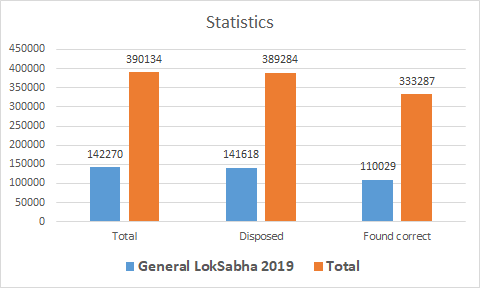 Statistics
450000
400000
350000
300000
250000
200000
150000
100000
50000
0
142270
390134
141618
389284
110029
333287
Total
Disposed
Found correct
General LokSabha 2019
Total